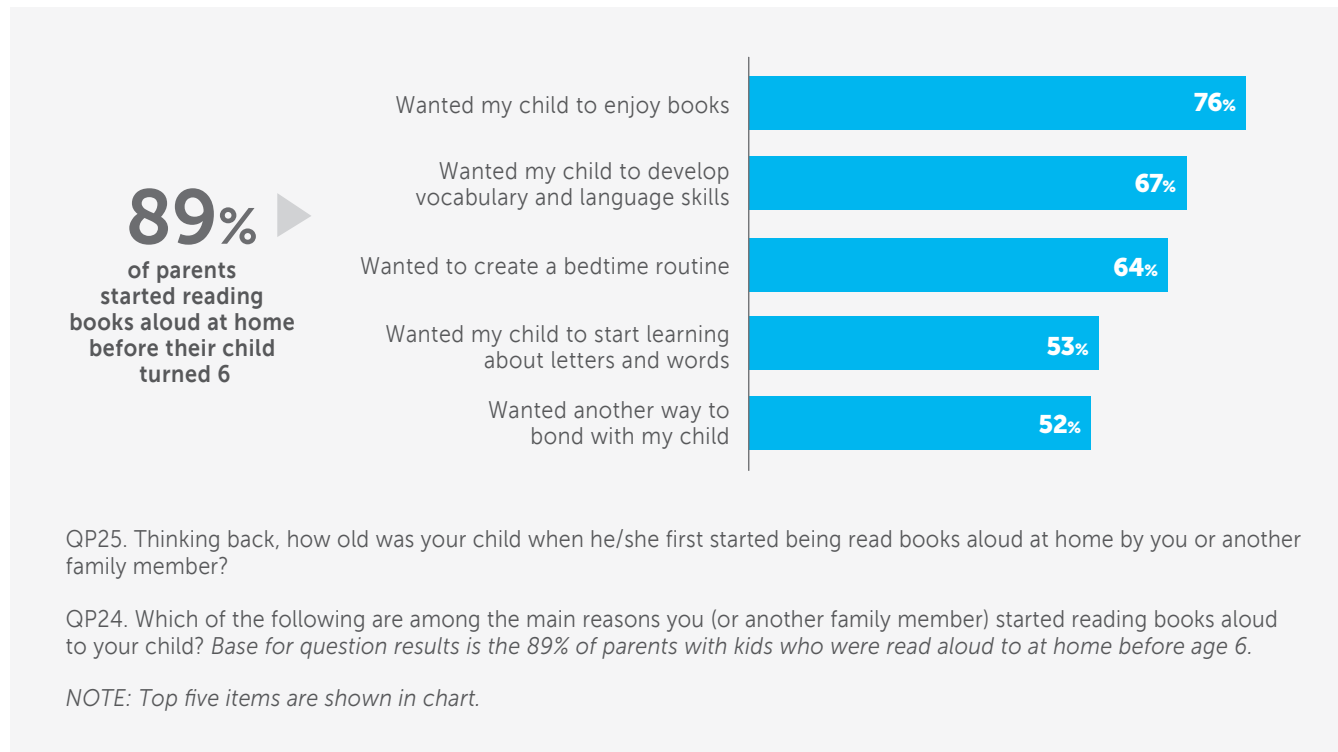 Wanted my child to enjoy books
76%
Wanted my child to develop
vocabulary and language skills
67%
89%
of parents
started reading
books aloud at home
before their child
turned 6
Wanted to create a bedtime routine
64%
Wanted my child to start learning
about letters and words
53%
Wanted another way to
bond with my child
52%
QP25. Thinking back, how old was your child when he/she first started being read books aloud at home by you or another
family member?
QP24. Which of the following are among the main reasons you (or another family member) started reading books aloud
to your child? Base for question results is the 89% of parents with kids who were read aloud to at home before age 6.
NOTE: Top five items are shown in chart.